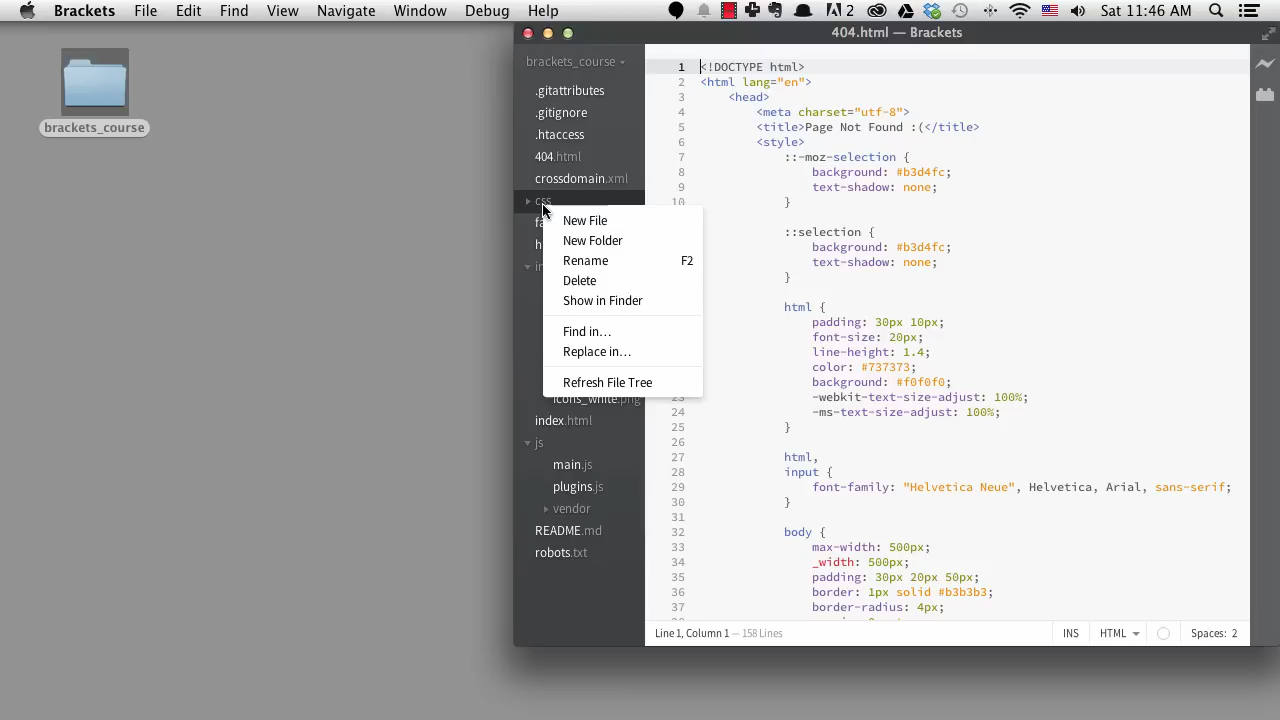 Brackets File Edit Find View Navigate Window Debug Help 2 Sat 11:46 AM
brackets_course
404.html — Brackets
brackets_course
.gitattributes
.gitignore
.htaccess
404.html
crossdomain.xml
css
New File
New Folder
Rename F2
Delete
Show in Finder
Find in…
Replace in…
Refresh File Tree
icons_white.png
index.html
js
main.js
plugins.js
vendor
README.md
robots.txt
1 <!DOCTYPE html>
2 <html lang="en">
3 <head>
4 <meta charset="utf-8">
5 <title>Page Not Found :(</title>
6 <style>
7 ::-moz-selection {
8 background: #b3d4fc;
9 text-shadow: none;
10 }
::selection {
background: #b3d4fc;
text-shadow: none;
}
html {
padding: 30px 10px;
font-size: 20px;
line-height: 1.4;
color: #737373;
background: #f0f0f0;
23 -webkit-text-size-adjust: 100%;
24 -ms-text-size-adjust: 100%;
25 }
26
27 html,
28 input {
29 font-family: "Helvetica Neue", Helvetica, Arial, sans-serif;
30 }
31
32 body {
33 max-width: 500px;
34 _width: 500px;
35 padding: 30px 20px 50px;
36 border: 1px solid #b3b3b3;
37 border-radius: 4px;
Line 1, Column 1 — 158 Lines
INS HTML Spaces: 2